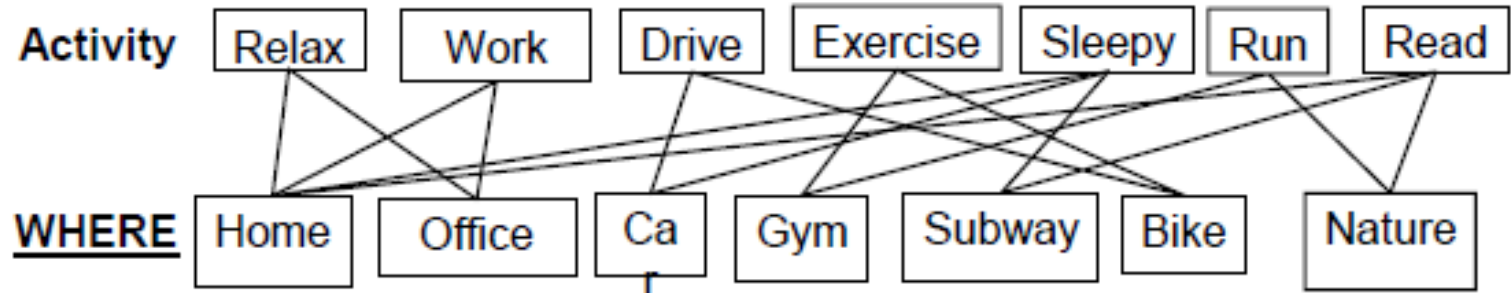 Activity Relax Work Drive Exercise Sleepy Run Read
WHERE Home Office Ca Gym Subway Bike Nature
r